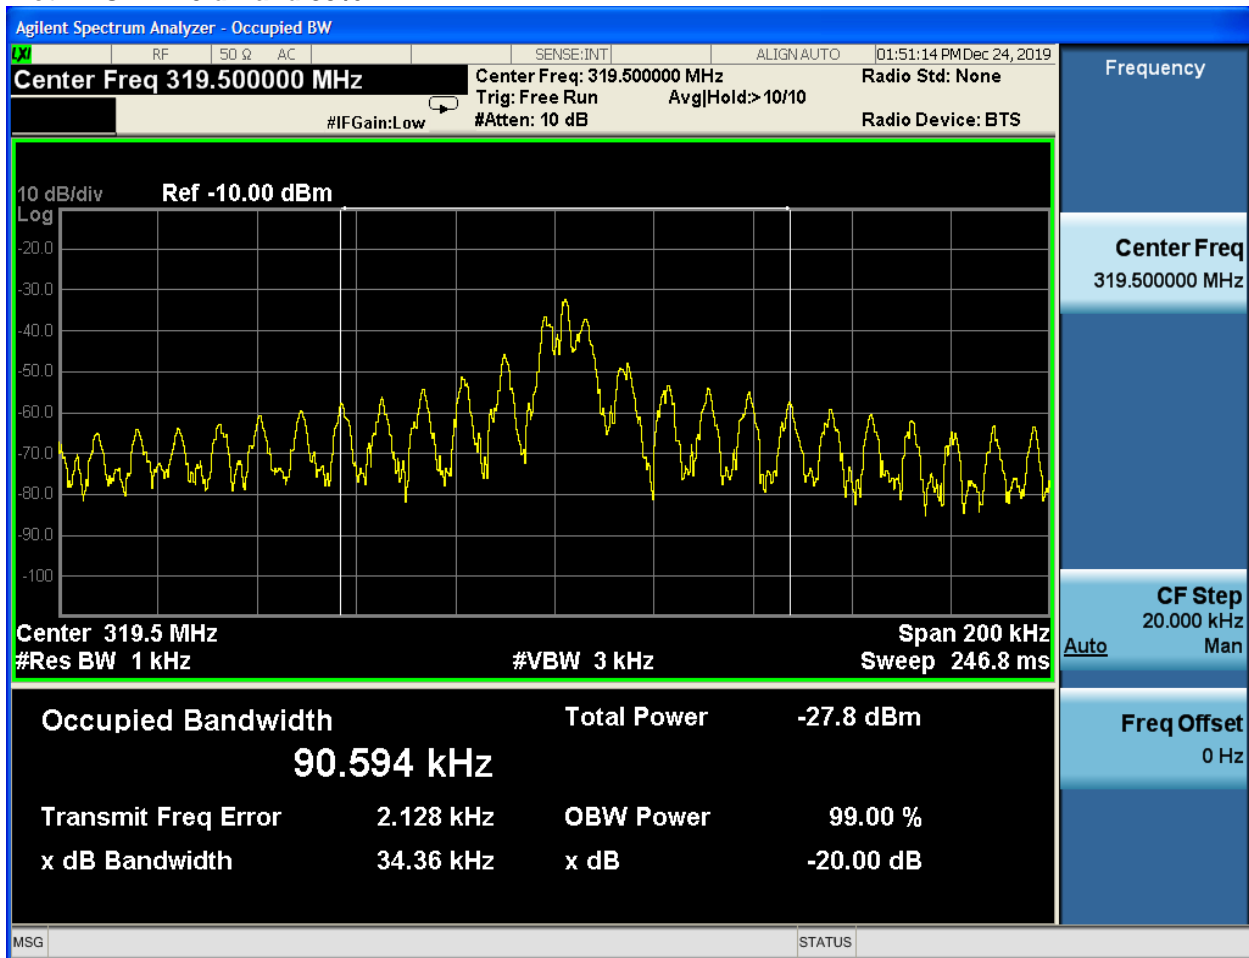 Agilent Spectrum Analyzer - Occupied BW
LXI RF 50 Ω AC SENSE:INT ALIGN AUTO 01:51:14 PM Dec 24, 2019
Center Freq 319.500000 MHz
Center Freq: 319.500000 MHz
Radio Std: None
Trig: Free Run Avg|Hold:> 10/10
#IFGain:Low
#Atten: 10 dB
Radio Device: BTS
10 dB/div Ref -10.00 dBm
Log
-20.0
-30.0
-40.0
-50.0
-60.0
-70.0
-80.0
-90.0
-100
Center 319.5 MHz Span 200 kHz
#Res BW 1 kHz #VBW 3 kHz Sweep 246.8 ms
Occupied Bandwidth Total Power -27.8 dBm
90.594 kHz
Transmit Freq Error 2.128 kHz OBW Power 99.00 %
x dB Bandwidth 34.36 kHz x dB -20.00 dB
MSG STATUS
Frequency
Center Freq
319.500000 MHz
CF Step
20.000 kHz
Auto Man
Freq Offset
0 Hz